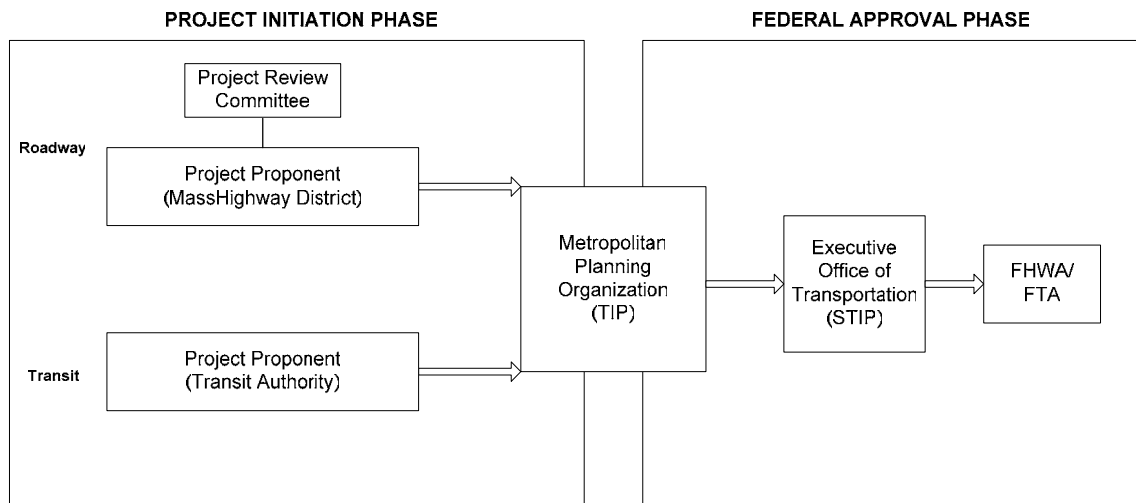 PROJECT INITIATION PHASE
FEDERAL APPROVAL PHASE
Project Review
Committee
Roadway
Project Proponent
(MassHighway District)
Metropolitan
Planning
Organization
(TIP)
Executive
Office of
Transportation
(STIP)
FHWA/
FTA
Transit
Project Proponent
(Transit Authority)